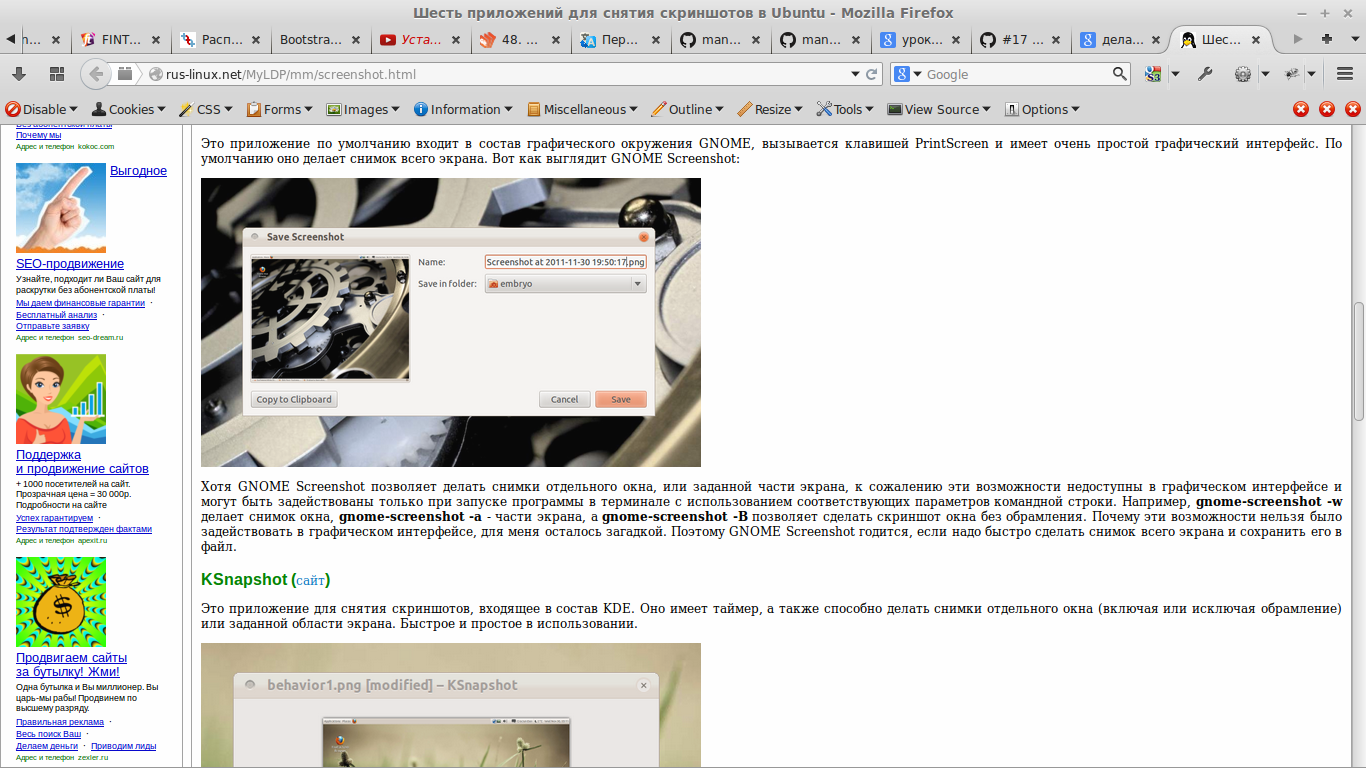 Шесть приложений для снятия скриншотов в Ubuntu - Mozilla Firefox
FINT...
Расп...
Bootstra...
Уста...
48. ...
Пер...
man...
man...
урок...
#17 ...
дела...
Шес...
rus-linux.net/MyLDP/mm/screenshot.html
Google
Disable
Cookies
CSS
Forms
Images
Information
Miscellaneous
Outline
Resize
Tools
View Source
Options
Почему мы
Адрес и телефон kokoc.com
Выгодное
SEO-продвижение
Узнайте, подходит ли Ваш сайт для
раскрутки без абонентской платы!
Мы даем финансовые гарантии ·
Бесплатный анализ ·
Отправьте заявку
Адрес и телефон seo-dream.ru
Поддержка
и продвижение сайтов
+ 1000 посетителей на сайт.
Прозрачная цена = 30 000р.
Подробности на сайте
Успех гарантируем ·
Результат подтвержден фактами
Адрес и телефон apexit.ru
Продвигаем сайты
за бутылку! Жми!
Одна бутылка и Вы миллионер. Вы
царь-мы рабы! Продвинем по
высшему разряду.
Правильная реклама ·
Весь поиск Ваш ·
Делаем деньги · Приводим лиды
Адрес и телефон zexler.ru
Это приложение по умолчанию входит в состав графического окружения GNOME, вызывается клавишей PrintScreen и имеет очень простой графический интерфейс. По
умолчанию оно делает снимок всего экрана. Вот как выглядит GNOME Screenshot:
Save Screenshot
Name:
Screenshot at 2011-11-30 19:50:17.png
Save in folder:
embryo
Copy to Clipboard
Cancel
Save
Хотя GNOME Screenshot позволяет делать снимки отдельного окна, или заданной части экрана, к сожалению эти возможности недоступны в графическом интерфейсе и
могут быть задействованы только при запуске программы в терминале с использованием соответствующих параметров командной строки. Например, gnome-screenshot -w
делает снимок окна, gnome-screenshot -a - части экрана, а gnome-screenshot -B позволяет сделать скриншот окна без обрамления. Почему эти возможности нельзя было
задействовать в графическом интерфейсе, для меня осталось загадкой. Поэтому GNOME Screenshot годится, если надо быстро сделать снимок всего экрана и сохранить его в
файл.
KSnapshot (сайт)
Это приложение для снятия скриншотов, входящее в состав KDE. Оно имеет таймер, а также способно делать снимки отдельного окна (включая или исключая обрамление)
или заданной области экрана. Быстрое и простое в использовании.
behavior1.png [modified] – KSnapshot